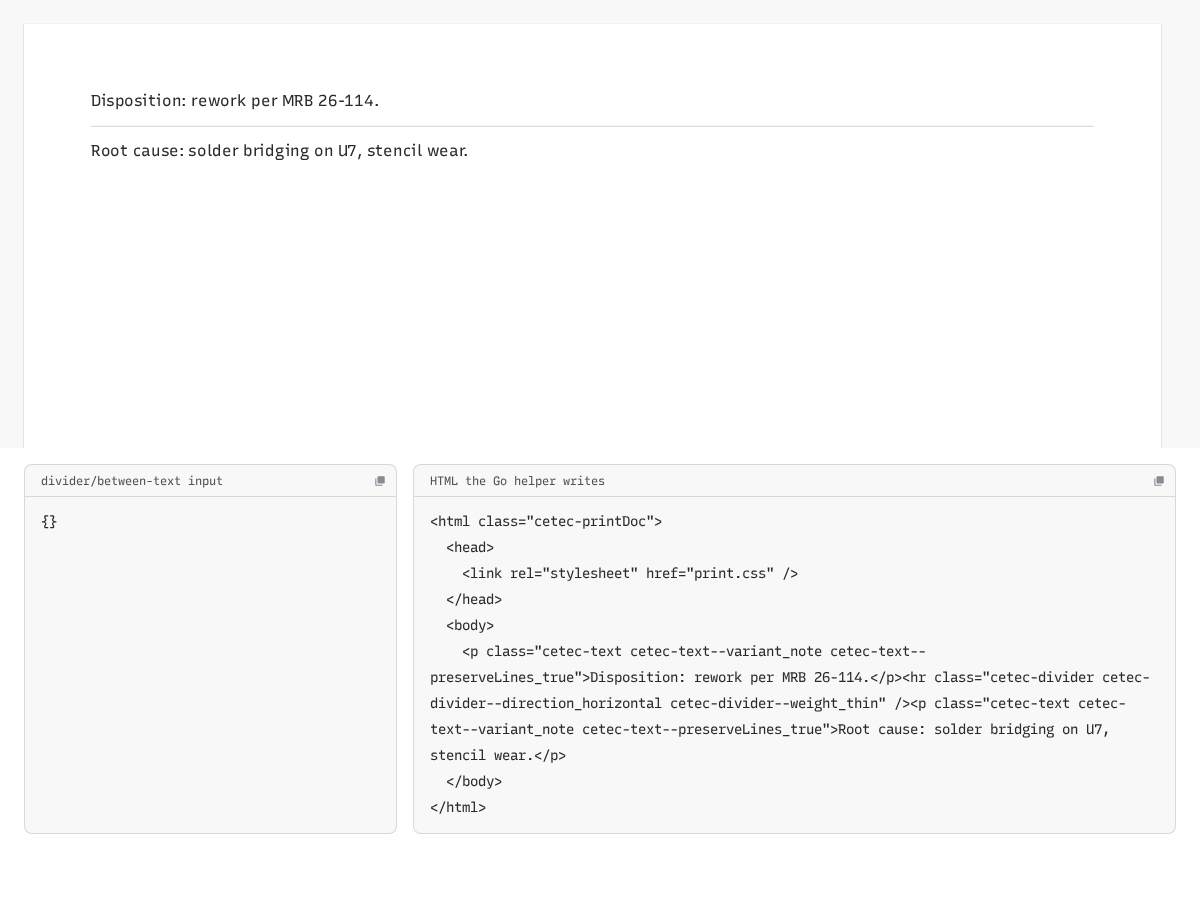 Disposition: rework per MRB 26-114.
Root cause: solder bridging on U7, stencil wear.
divider/between-text input
{}
HTML the Go helper writes
<html class="cetec-printDoc">
  <head>
    <link rel="stylesheet" href="print.css" />
  </head>
  <body>
    <p class="cetec-text cetec-text--variant_note cetec-text--
preserveLines_true">Disposition: rework per MRB 26-114.</p><hr class="cetec-divider cetec-
divider--direction_horizontal cetec-divider--weight_thin" /><p class="cetec-text cetec-
text--variant_note cetec-text--preserveLines_true">Root cause: solder bridging on U7,
stencil wear.</p>
  </body>
</html>